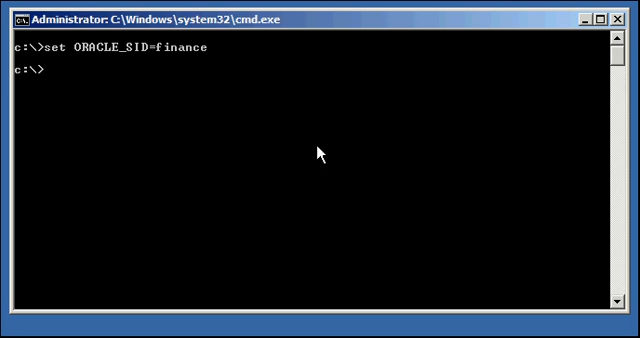 Administrator: C:\Windows\system32\cmd.exe
c:\>set ORACLE_SID=finance
c:\>